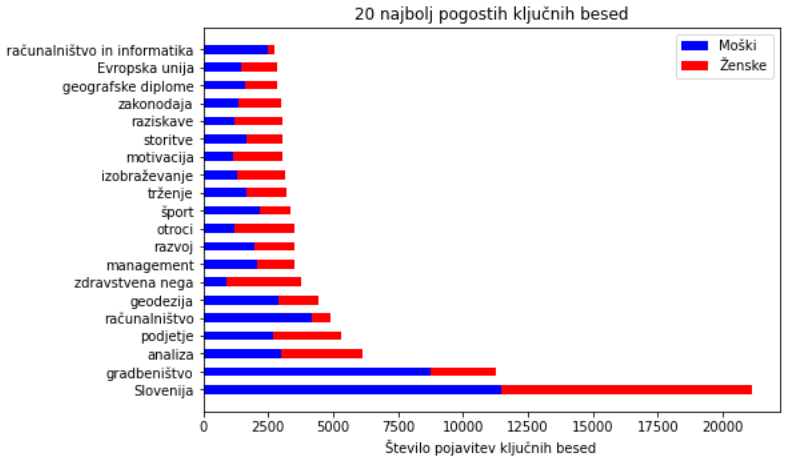 20 najbolj pogostih ključnih besed
Moški
Ženske
računalništvo in informatika
Evropska unija
geografske diplome
zakonodaja
raziskave
storitve
motivacija
izobraževanje
trženje
šport
otroci
razvoj
management
zdravstvena nega
geodezija
računalništvo
podjetje
analiza
gradbeništvo
Slovenija
0 2500 5000 7500 10000 12500 15000 17500 20000
Število pojavitev ključnih besed